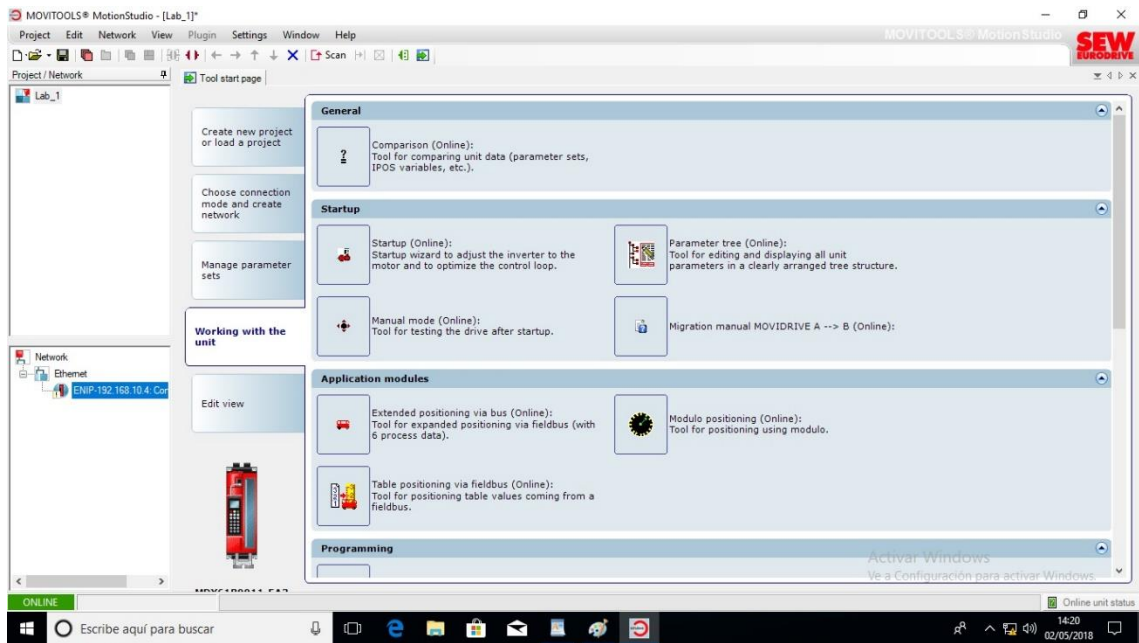 MOVITOOLS® MotionStudio - [Lab_1]*
Project Edit Network View Plugin Settings Window Help
MOVITOOLS® MotionStudio
SEW
EURODRIVE
Scan
Project / Network
Tool start page
Lab_1
Create new project
or load a project
Choose connection
mode and create
network
Manage parameter
sets
Working with the
unit
Edit view
General
Comparison (Online):
Tool for comparing unit data (parameter sets,
IPOS variables, etc.).
Startup
Startup (Online):
Startup wizard to adjust the inverter to the
motor and to optimize the control loop.
Parameter tree (Online):
Tool for editing and displaying all unit
parameters in a clearly arranged tree structure.
Manual mode (Online):
Tool for testing the drive after startup.
Migration manual MOVIDRIVE A --> B (Online):
Application modules
Extended positioning via bus (Online):
Tool for expanded positioning via fieldbus (with
6 process data).
Modulo positioning (Online):
Tool for positioning using modulo.
Table positioning via fieldbus (Online):
Tool for positioning table values coming from a
fieldbus.
Programming
Network
Ethernet
ENIP-192.168.10.4: Cor
Activar Windows
Ve a Configuración para activar Windows.
ONLINE
Online unit status
Escribe aquí para buscar
14:20
02/05/2018